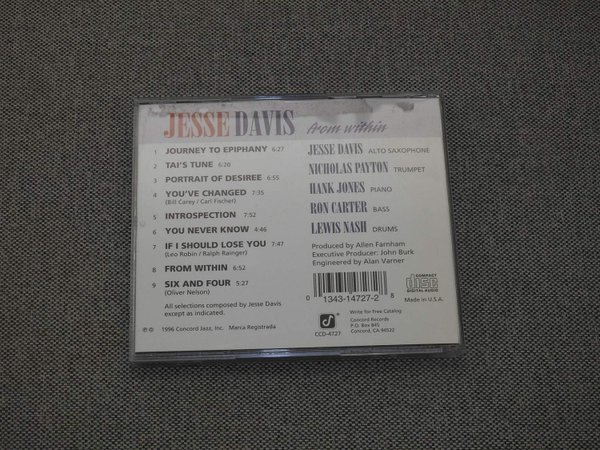 JESSE DAVIS from within
1 JOURNEY TO EPIPHANY 6:27
2 TAI'S TUNE 6:20
3 PORTRAIT OF DESIREE 6:55
4 YOU'VE CHANGED 7:35
(Bill Carey / Carl Fischer)
5 INTROSPECTION 7:52
6 YOU NEVER KNOW 4:46
7 IF I SHOULD LOSE YOU 7:47
(Leo Robin / Ralph Rainger)
8 FROM WITHIN 6:52
9 SIX AND FOUR 5:27
(Oliver Nelson)
All selections composed by Jesse Davis
except as indicated.
℗ © 1996 Concord Jazz, Inc. Marca Registrada
JESSE DAVIS ALTO SAXOPHONE
NICHOLAS PAYTON TRUMPET
HANK JONES PIANO
RON CARTER BASS
LEWIS NASH DRUMS
Produced by Allen Farnham
Executive Producer: John Burk
Engineered by Alan Varner
0 13431-4727-2 8
COMPACT
disc
DIGITAL AUDIO
Made in U.S.A.
CCD-4727
Write for Free Catalog
Concord Records
P.O. Box 845
Concord, CA 94522